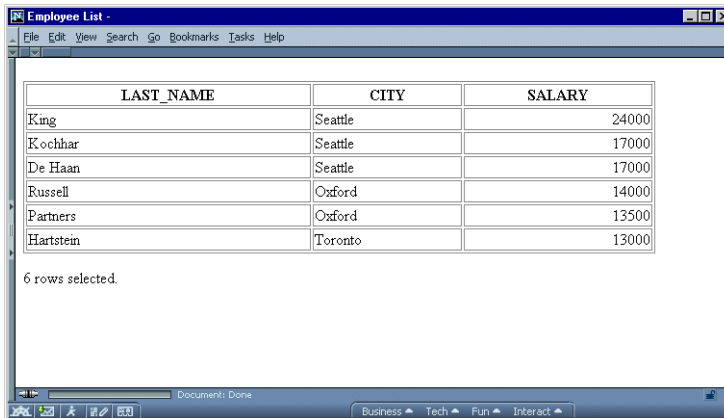 Employee List -
File Edit View Search Go Bookmarks Tasks Help
LAST_NAME CITY SALARY
King Seattle 24000
Kochhar Seattle 17000
De Haan Seattle 17000
Russell Oxford 14000
Partners Oxford 13500
Hartstein Toronto 13000
6 rows selected.
Document: Done
Business Tech Fun Interact